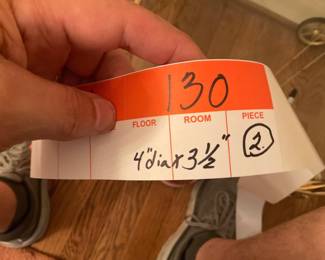 130
FLOOR ROOM PIECE
4"dia x 3½" 2